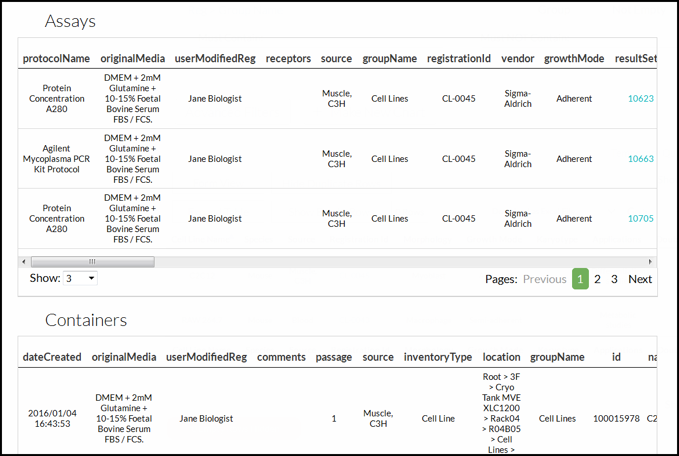 Assays
protocolName originalMedia userModifiedReg receptors source groupName registrationId vendor growthMode resultSet
Protein Concentration A280 DMEM + 2mM Glutamine + 10-15% Foetal Bovine Serum FBS / FCS. Jane Biologist Muscle, C3H Cell Lines CL-0045 Sigma-Aldrich Adherent 10623
Agilent Mycoplasma PCR Kit Protocol DMEM + 2mM Glutamine + 10-15% Foetal Bovine Serum FBS / FCS. Jane Biologist Muscle, C3H Cell Lines CL-0045 Sigma-Aldrich Adherent 10663
Protein Concentration A280 DMEM + 2mM Glutamine + 10-15% Foetal Bovine Serum FBS / FCS. Jane Biologist Muscle, C3H Cell Lines CL-0045 Sigma-Aldrich Adherent 10705
Show: 3 Pages: Previous 1 2 3 Next
Containers
dateCreated originalMedia userModifiedReg comments passage source inventoryType location groupName id na
2016/01/04 16:43:53 DMEM + 2mM Glutamine + 10-15% Foetal Bovine Serum FBS / FCS. Jane Biologist 1 Muscle, C3H Cell Line Root > 3F > Cryo Tank MVE XLC1200 > Rack04 > R04B05 > Cell Lines > Cell Lines 100015978 C2